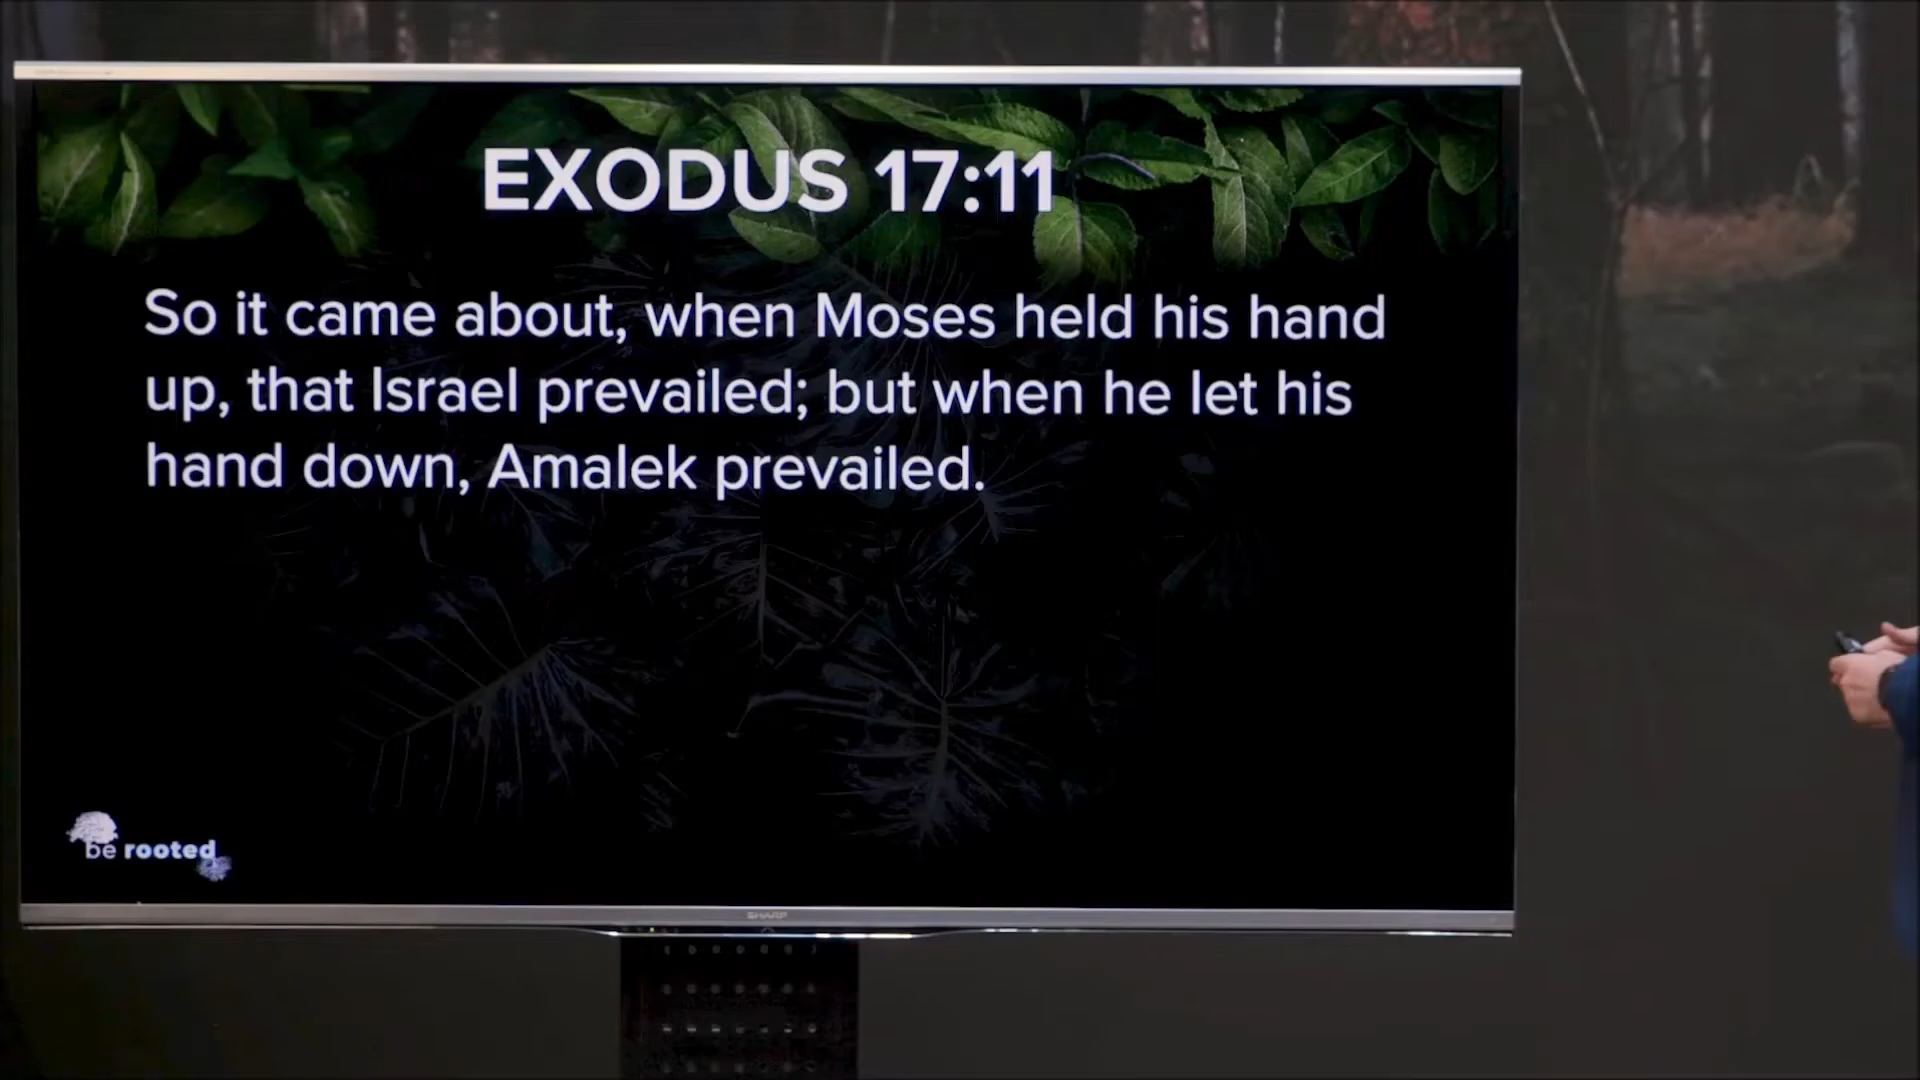 EXODUS 17:11
So it came about, when Moses held his hand
up, that Israel prevailed; but when he let his
hand down, Amalek prevailed.
be rooted
SHARP